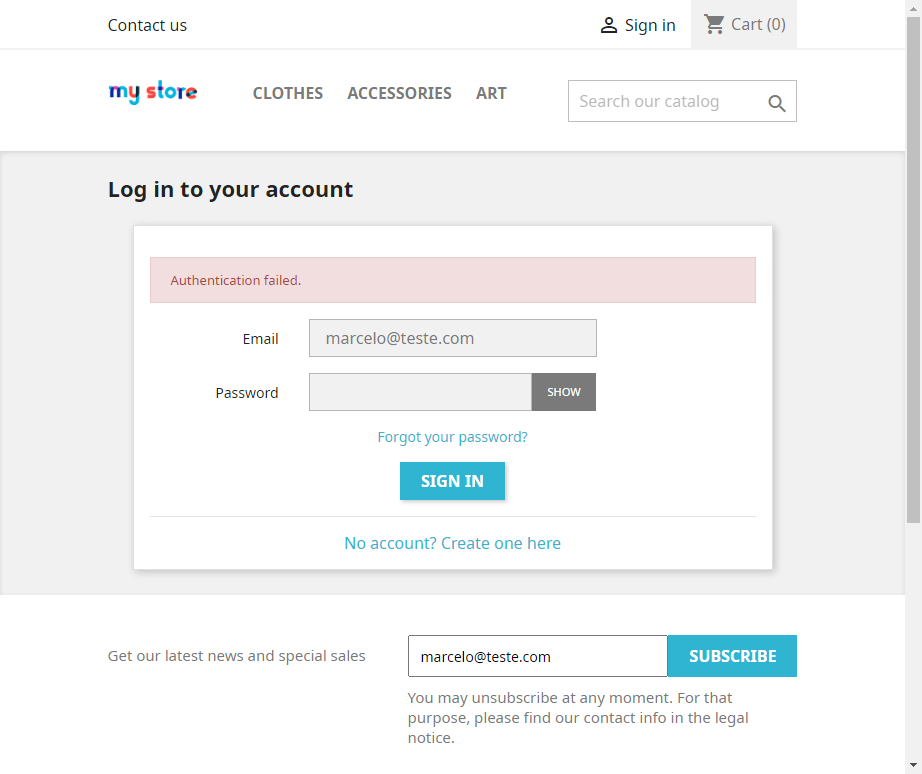 Contact us
Sign in
Cart (0)
my store
CLOTHES
ACCESSORIES
ART
Search our catalog
Log in to your account
Authentication failed.
Email
marcelo@teste.com
Password
SHOW
Forgot your password?
SIGN IN
No account? Create one here
Get our latest news and special sales
marcelo@teste.com
SUBSCRIBE
You may unsubscribe at any moment. For that
purpose, please find our contact info in the legal
notice.